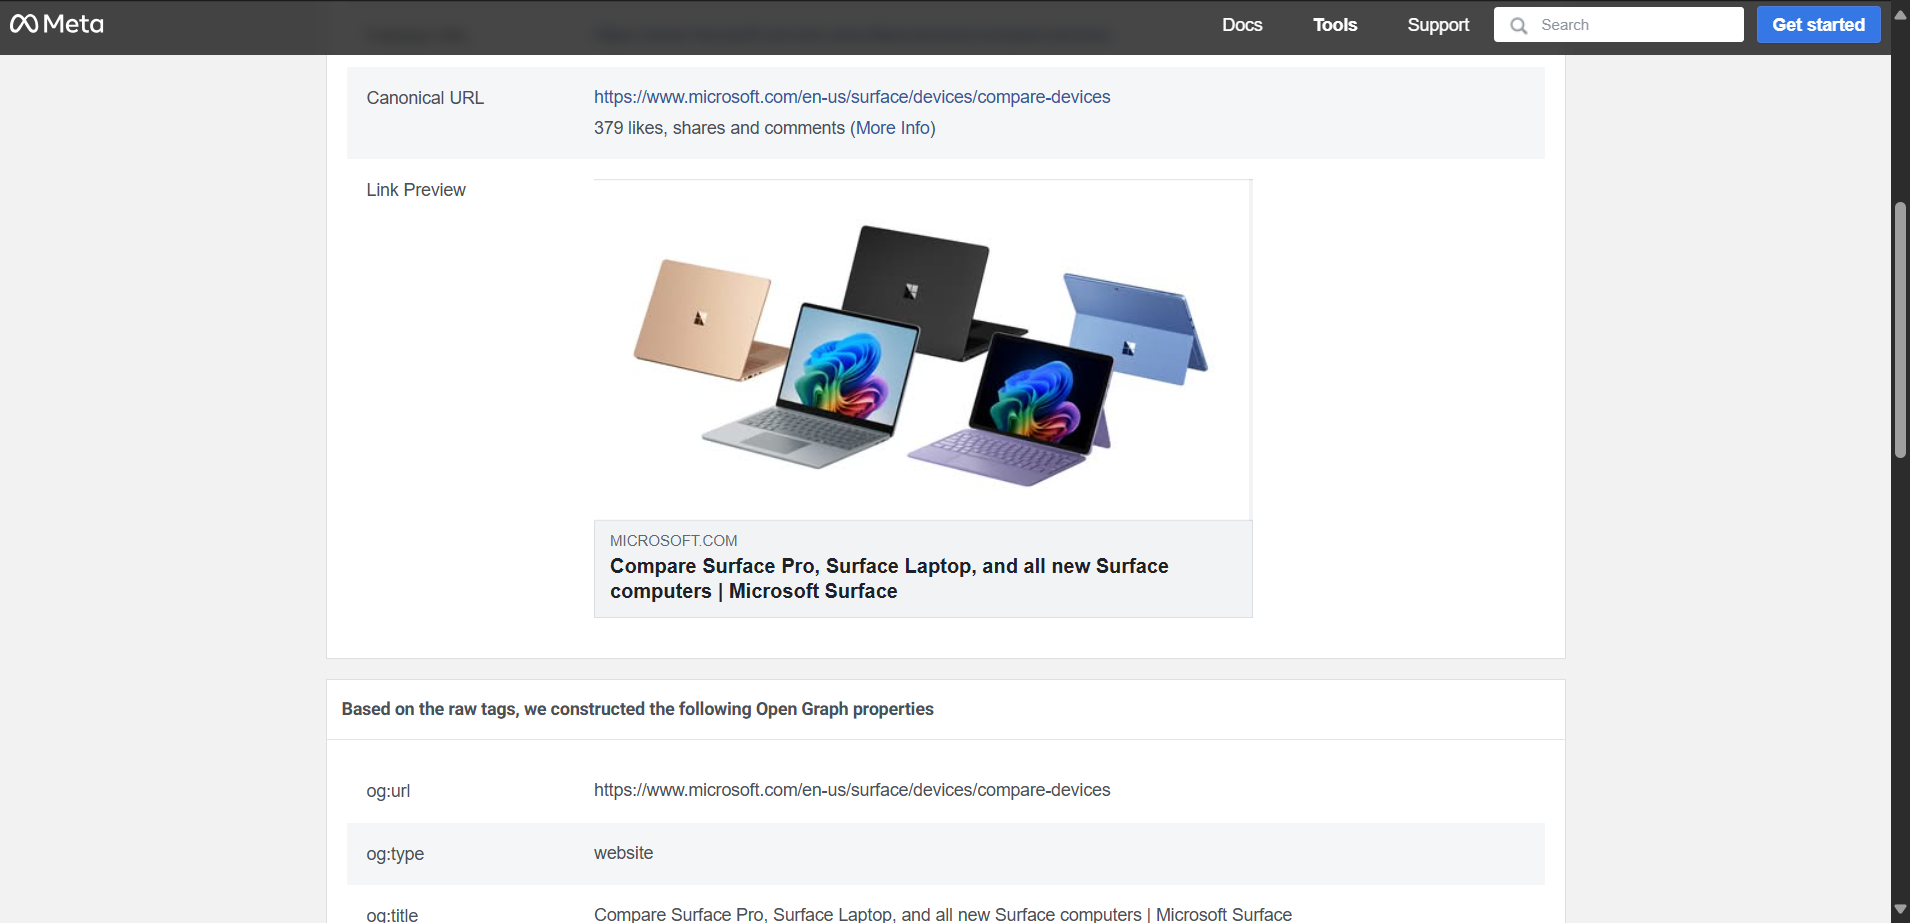 Meta
Docs
Tools
Support
Search
Get started
Canonical URL
https://www.microsoft.com/en-us/surface/devices/compare-devices
379 likes, shares and comments (More Info)
Link Preview
MICROSOFT.COM
Compare Surface Pro, Surface Laptop, and all new Surface
computers | Microsoft Surface
Based on the raw tags, we constructed the following Open Graph properties
og:url
https://www.microsoft.com/en-us/surface/devices/compare-devices
og:type
website
og:title
Compare Surface Pro, Surface Laptop, and all new Surface computers | Microsoft Surface